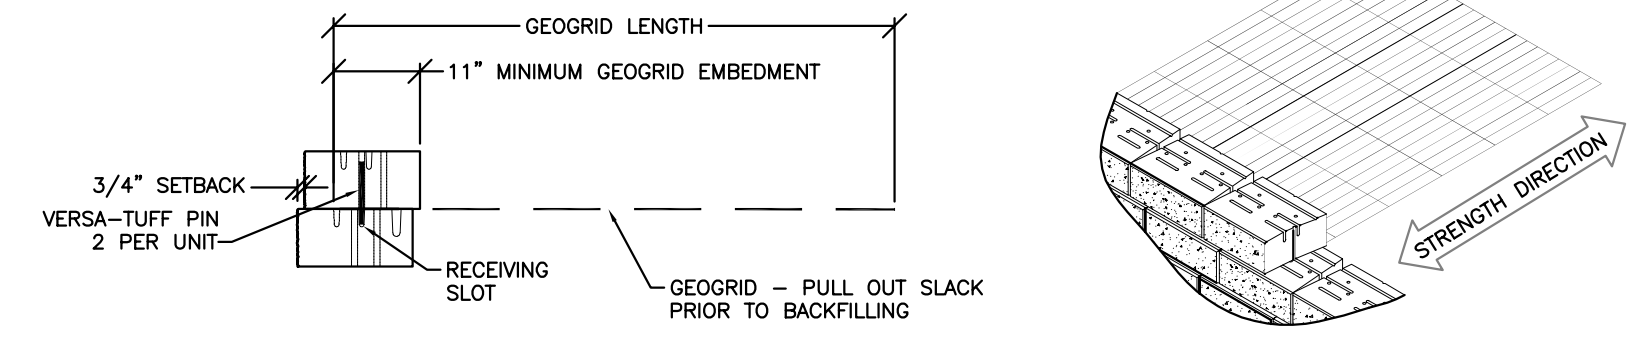 GEOGRID LENGTH
11" MINIMUM GEOGRID EMBEDMENT
3/4" SETBACK
VERSA-TUFF PIN
2 PER UNIT
RECEIVING
SLOT
GEOGRID - PULL OUT SLACK
PRIOR TO BACKFILLING
STRENGTH DIRECTION